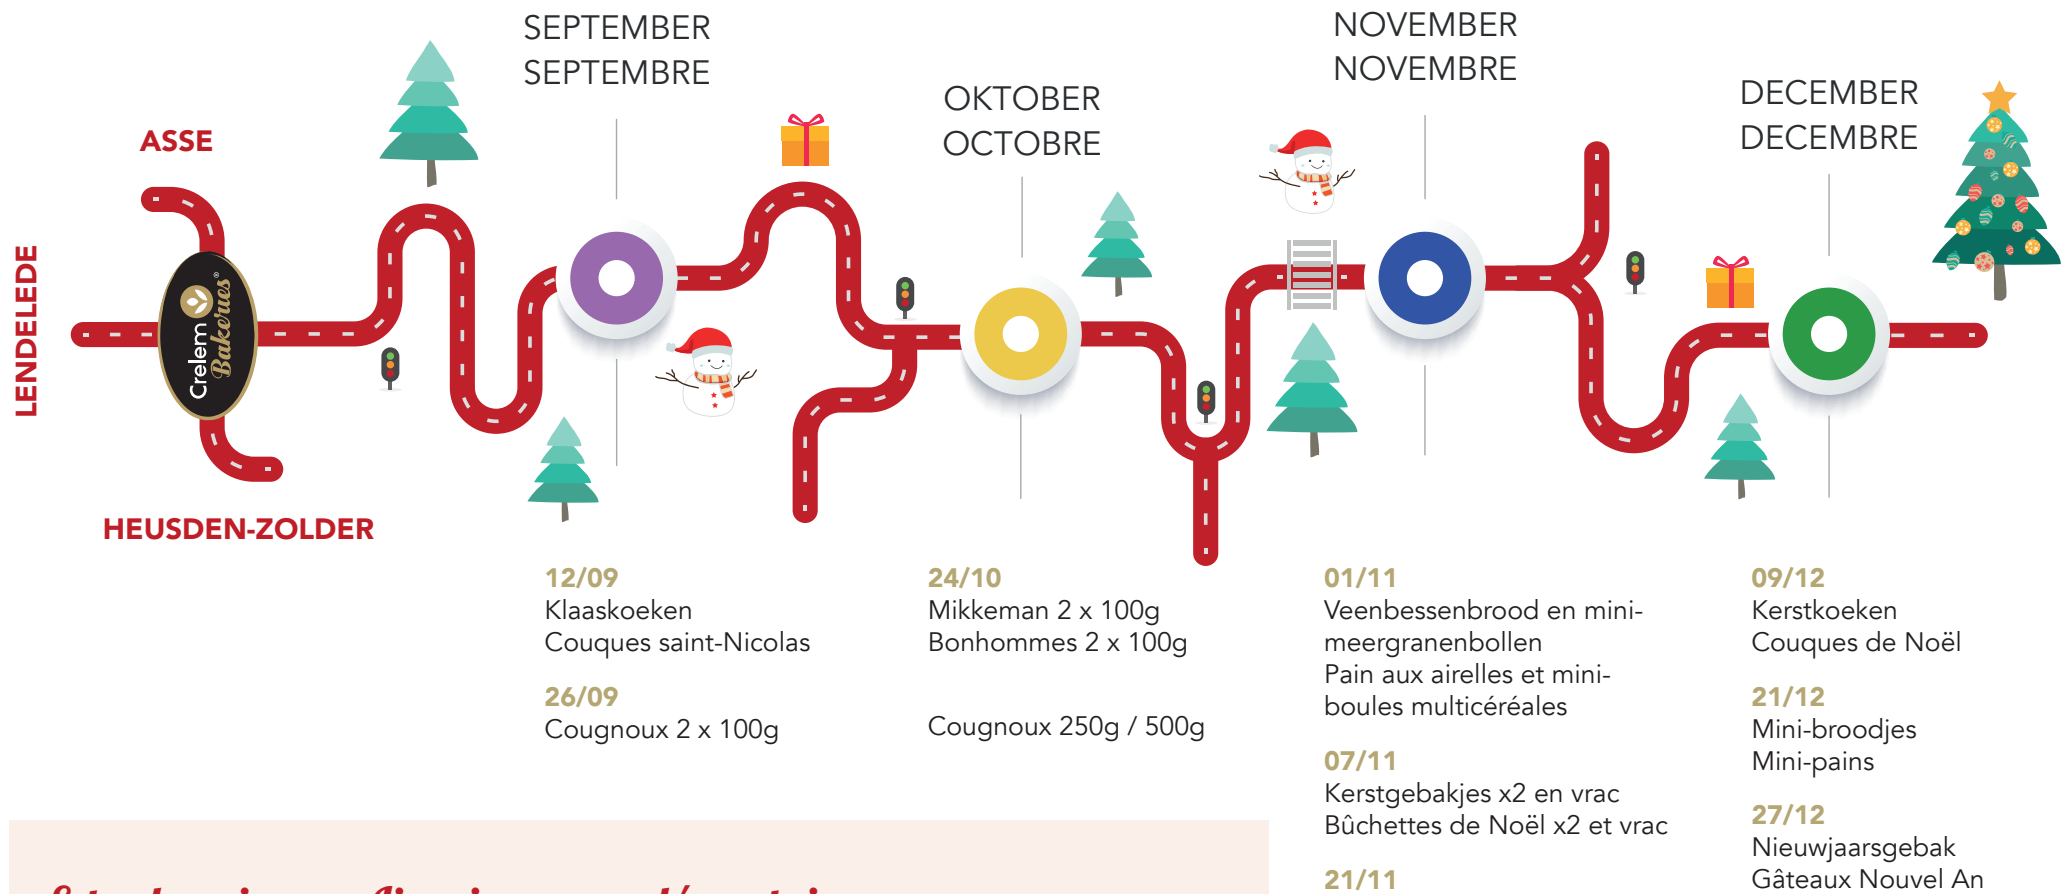 SEPTEMBER
SEPTEMBRE
OKTOBER
OCTOBRE
NOVEMBER
NOVEMBRE
DECEMBER
DECEMBRE
ASSE
LENDELEDE
Crelem
Bakeries®
HEUSDEN-ZOLDER
12/09
Klaaskoeken
Couques saint-Nicolas
26/09
Cougnoux 2 x 100g
24/10
Mikkeman 2 x 100g
Bonhommes 2 x 100g
Cougnoux 250g / 500g
01/11
Veenbessenbrood en mini-
meergranenbollen
Pain aux airelles et mini-
boules multicéréales
07/11
Kerstgebakjes x2 en vrac
Bûchettes de Noël x2 et vrac
21/11
09/12
Kerstkoeken
Couques de Noël
21/12
Mini-broodjes
Mini-pains
27/12
Nieuwjaarsgebak
Gâteaux Nouvel An